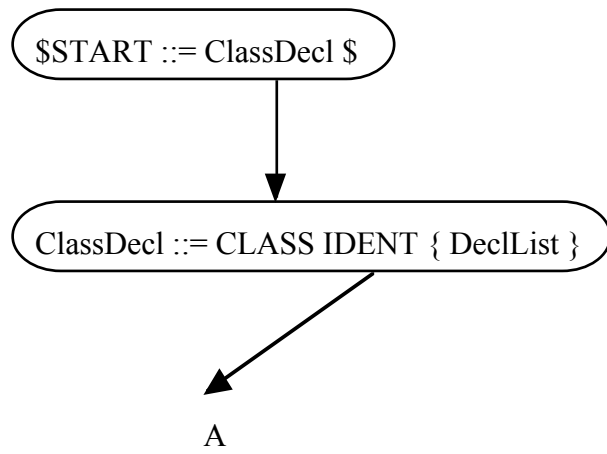 $START ::= ClassDecl $
ClassDecl ::= CLASS IDENT { DeclList }
A